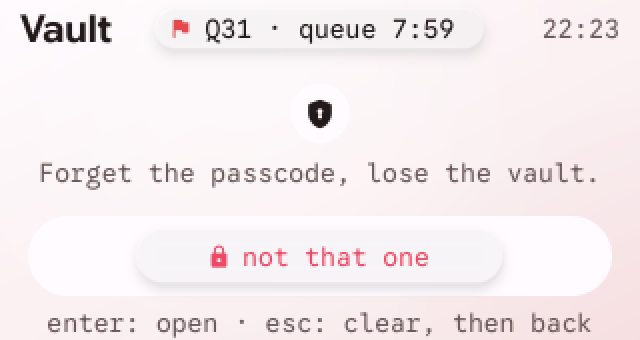 Vault Q31 · queue 7:59 22:23
Forget the passcode, lose the vault.
not that one
enter: open · esc: clear, then back